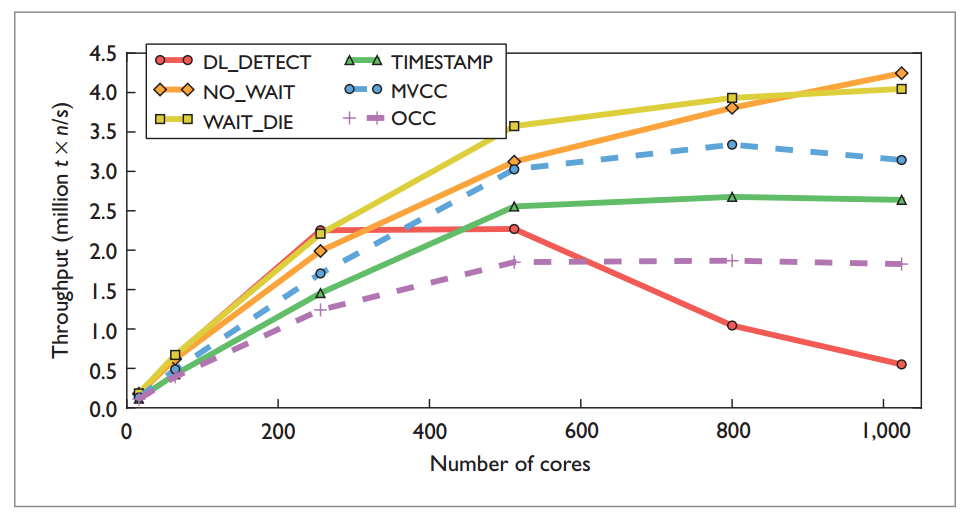 DL_DETECT
NO_WAIT
WAIT_DIE
TIMESTAMP
MVCC
OCC
Throughput (million t × n/s)
4.5
4.0
3.5
3.0
2.5
2.0
1.5
1.0
0.5
0.0
0 200 400 600 800 1,000
Number of cores